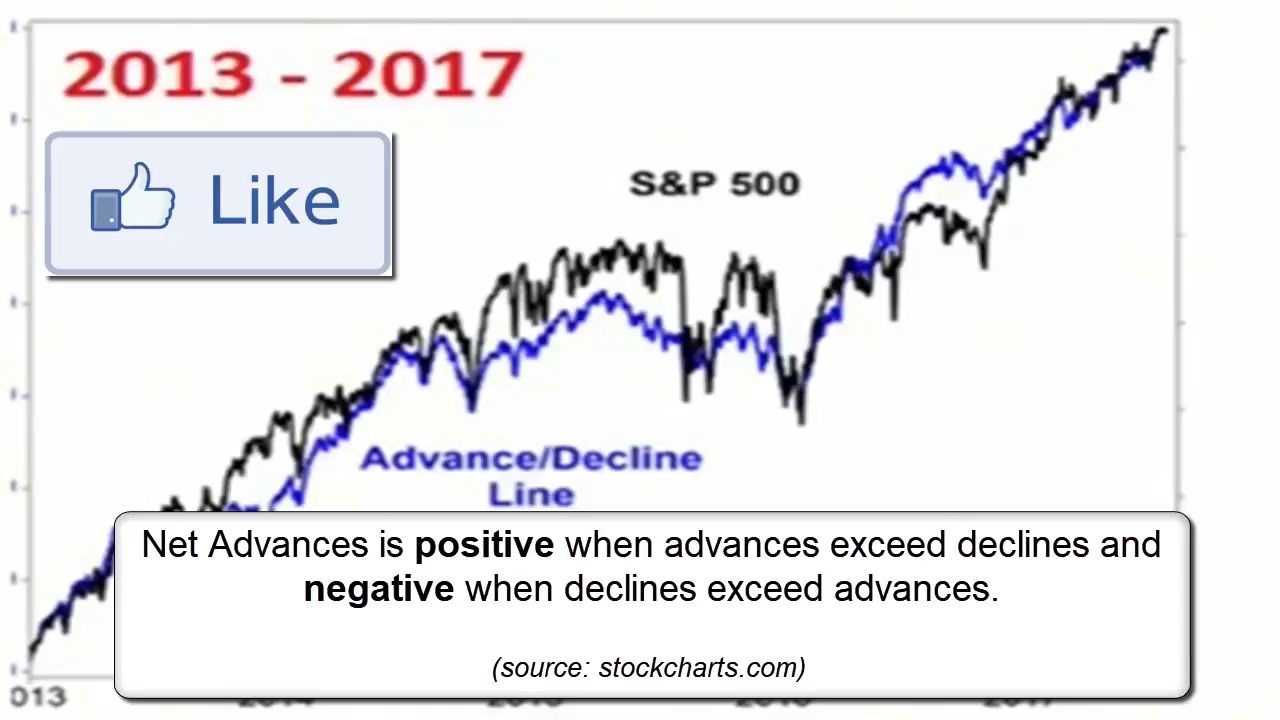 2013 - 2017
Like
S&P 500
Advance/Decline
Line
Net Advances is positive when advances exceed declines and
negative when declines exceed advances.
(source: stockcharts.com)